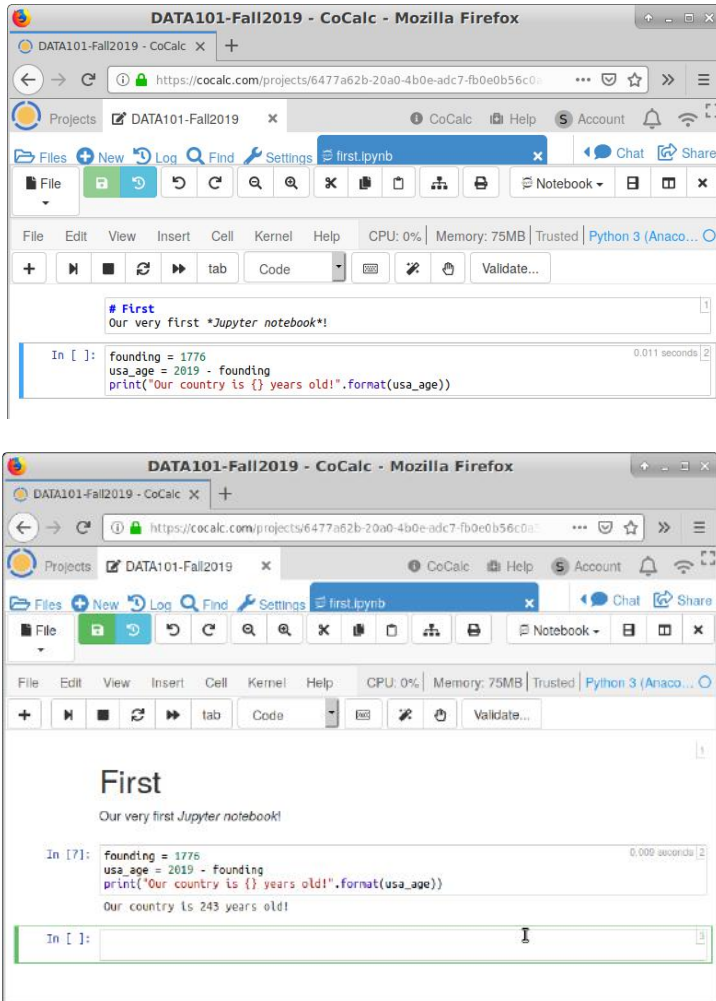 DATA101-Fall2019 - CoCalc - Mozilla Firefox
DATA101-Fall2019 - CoCalc
https://cocalc.com/projects/6477a62b-20a0-4b0e-adc7-fb0e0b56c0
Projects DATA101-Fall2019 CoCalc Help S Account
Files New Log Find Settings first.ipynb Chat Share
File Notebook
File Edit View Insert Cell Kernel Help CPU: 0% Memory: 75MB Trusted Python 3 (Anaco...
tab Code Validate...
# First 1
Our very first *Jupyter notebook*!
In [ ]: founding = 1776 0.011 seconds 2
usa_age = 2019 - founding
print("Our country is {} years old!".format(usa_age))
DATA101-Fall2019 - CoCalc - Mozilla Firefox
DATA101-Fall2019 - CoCalc
https://cocalc.com/projects/6477a62b-20a0-4b0e-adc7-fb0e0b56c0a
Projects DATA101-Fall2019 CoCalc Help S Account
Files New Log Find Settings first.ipynb Chat Share
File Notebook
File Edit View Insert Cell Kernel Help CPU: 0% Memory: 75MB Trusted Python 3 (Anaco...
tab Code Validate...
1
First
Our very first Jupyter notebook!
In [7]: founding = 1776 0.009 seconds 2
usa_age = 2019 - founding
print("Our country is {} years old!".format(usa_age))
Our country is 243 years old!
In [ ]: 3